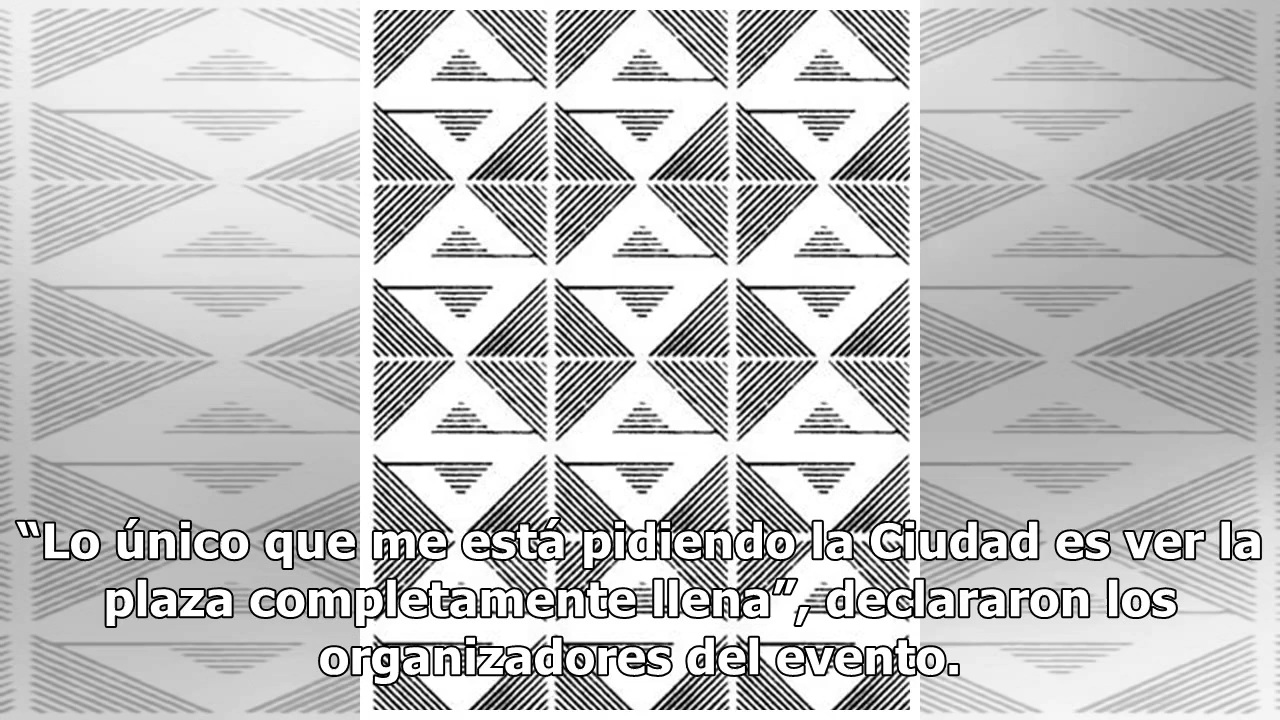 “Lo único que me está pidiendo la Ciudad es ver la
plaza completamente llena”, declararon los
organizadores del evento.